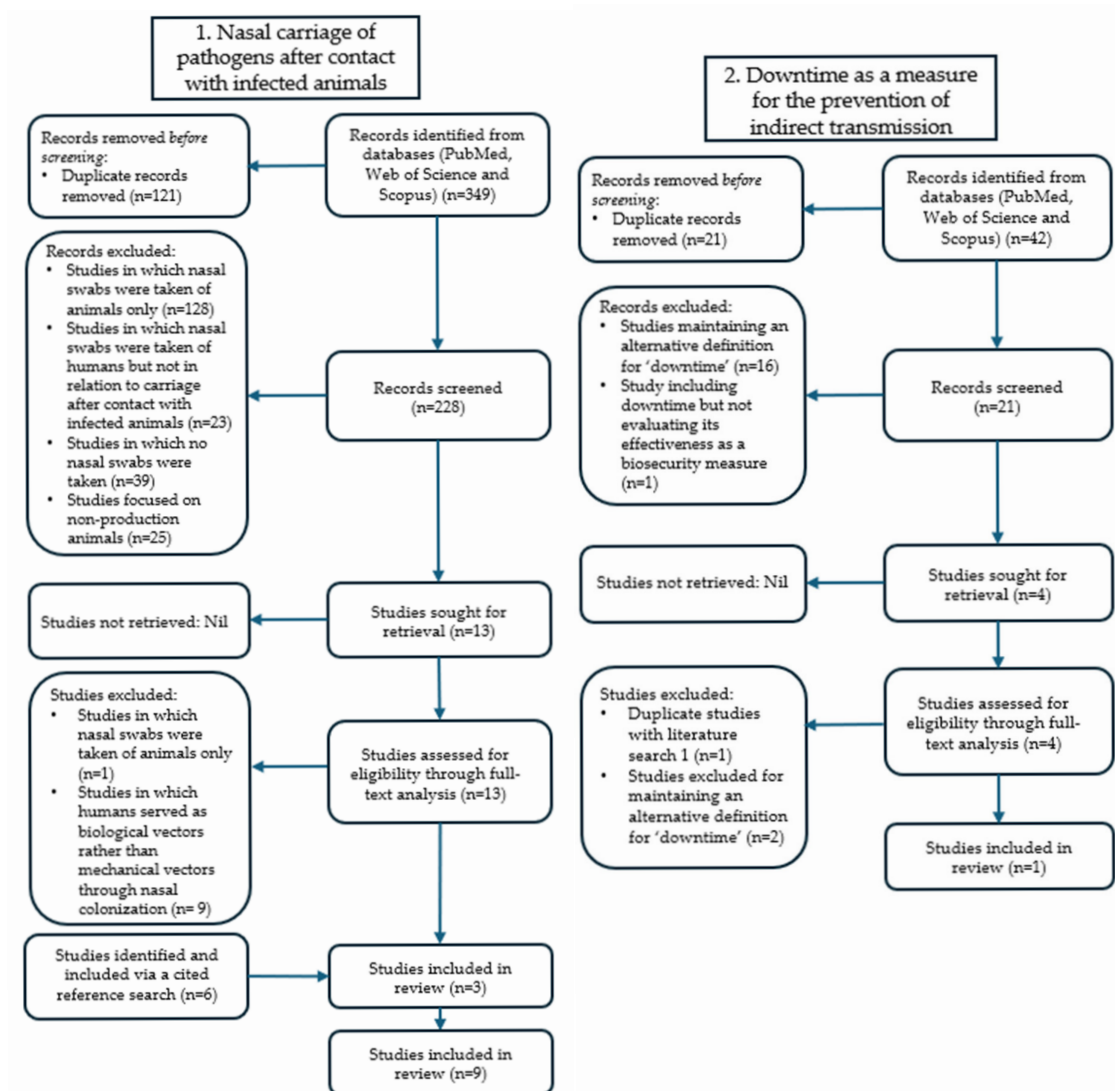 1. Nasal carriage of
pathogens after contact
with infected animals
Records removed before
screening:
• Duplicate records
removed (n=121)
Records identified from
databases (PubMed,
Web of Science and
Scopus) (n=349)
Records excluded:
• Studies in which nasal
swabs were taken of
animals only (n=128)
• Studies in which nasal
swabs were taken of
humans but not in
relation to carriage
after contact with
infected animals (n=23)
• Studies in which no
nasal swabs were
taken (n=39)
• Studies focused on
non-production
animals (n=25)
Records screened
(n=228)
Studies not retrieved: Nil
Studies sought for
retrieval (n=13)
Studies excluded:
• Studies in which
nasal swabs were
taken of animals only
(n=1)
• Studies in which
humans served as
biological vectors
rather than
mechanical vectors
through nasal
colonization (n= 9)
Studies assessed for
eligibility through full-
text analysis (n=13)
Studies identified and
included via a cited
reference search (n=6)
Studies included in
review (n=3)
Studies included in
review (n=9)
2. Downtime as a measure
for the prevention of
indirect transmission
Records removed before
screening:
• Duplicate records
removed (n=21)
Records identified from
databases (PubMed,
Web of Science and
Scopus) (n=42)
Records excluded:
• Studies maintaining an
alternative definition
for ‘downtime’ (n=16)
• Study including
downtime but not
evaluating its
effectiveness as a
biosecurity measure
(n=1)
Records screened
(n=21)
Studies not retrieved: Nil
Studies sought for
retrieval (n=4)
Studies excluded:
• Duplicate studies
with literature
search 1 (n=1)
• Studies excluded for
maintaining an
alternative definition
for ‘downtime’ (n=2)
Studies assessed for
eligibility through full-
text analysis (n=4)
Studies included in
review (n=1)